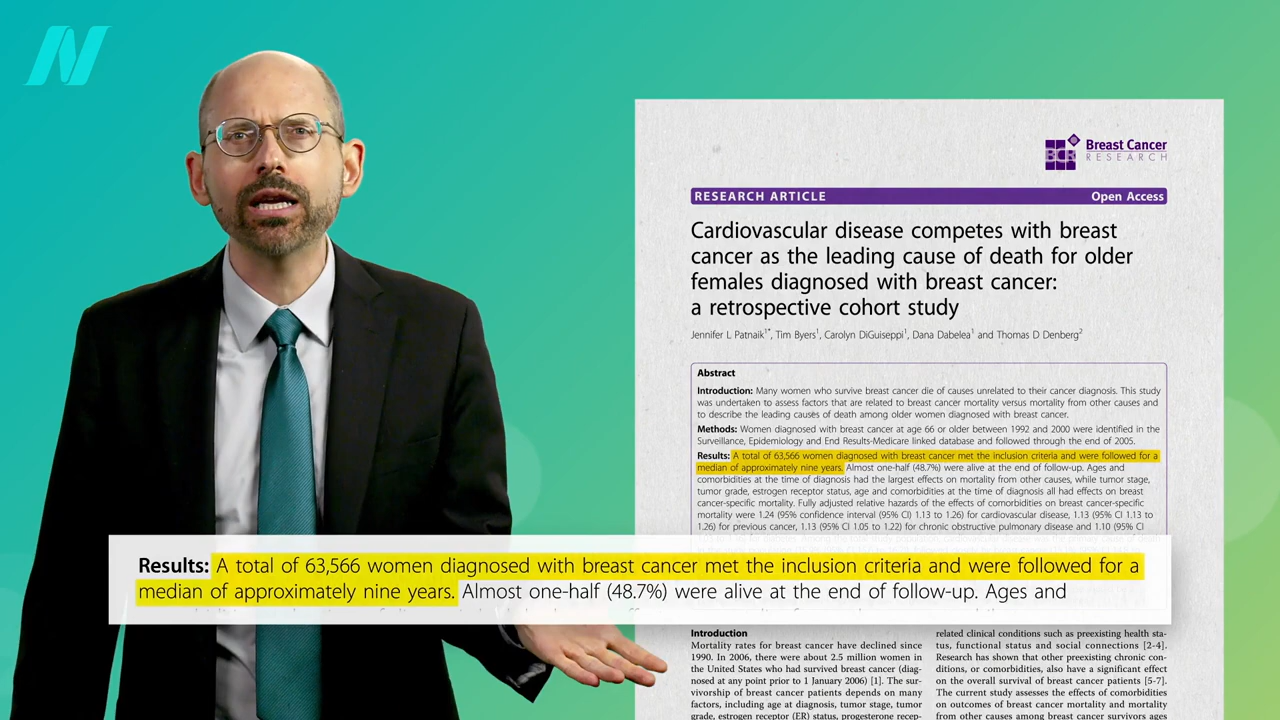 Breast Cancer
BCR RESEARCH
RESEARCH ARTICLE Open Access
Cardiovascular disease competes with breast
cancer as the leading cause of death for older
females diagnosed with breast cancer:
a retrospective cohort study
Jennifer L Patnaik1*, Tim Byers1, Carolyn DiGuiseppi1, Dana Dabelea1 and Thomas D Denberg2
Abstract
Introduction: Many women who survive breast cancer die of causes unrelated to their cancer diagnosis. This study
was undertaken to assess factors that are related to breast cancer mortality versus mortality from other causes and
to describe the leading causes of death among older women diagnosed with breast cancer.
Methods: Women diagnosed with breast cancer at age 66 or older between 1992 and 2000 were identified in the
Surveillance, Epidemiology and End Results-Medicare linked database and followed through the end of 2005.
Results: A total of 63,566 women diagnosed with breast cancer met the inclusion criteria and were followed for a
median of approximately nine years. Almost one-half (48.7%) were alive at the end of follow-up. Ages and
comorbidities at the time of diagnosis had the largest effects on mortality from other causes, while tumor stage,
tumor grade, estrogen receptor status, age and comorbidities at the time of diagnosis all had effects on breast
cancer-specific mortality. Fully adjusted relative hazards of the effects of comorbidities on breast cancer-specific
mortality were 1.24 (95% confidence interval (95% CI) 1.13 to 1.26) for cardiovascular disease, 1.13 (95% CI 1.13 to
1.26) for previous cancer, 1.13 (95% CI 1.05 to 1.22) for chronic obstructive pulmonary disease and 1.10 (95% CI
Results: A total of 63,566 women diagnosed with breast cancer met the inclusion criteria and were followed for a
median of approximately nine years. Almost one-half (48.7%) were alive at the end of follow-up. Ages and
Introduction
Mortality rates for breast cancer have declined since
1990. In 2006, there were about 2.5 million women in
the United States who had survived breast cancer (diag-
nosed at any point prior to 1 January 2006) [1]. The sur-
vivorship of breast cancer patients depends on many
factors, including age at diagnosis, tumor stage, tumor
grade, estrogen receptor (ER) status, progesterone recep-
related clinical conditions such as preexisting health sta-
tus, functional status and social connections [2-4].
Research has shown that other preexisting chronic con-
ditions, or comorbidities, also have a significant effect
on the overall survival of breast cancer patients [5-7].
The current study assesses the effects of comorbidities
on outcomes of breast cancer mortality and mortality
from other causes among breast cancer survivors ages